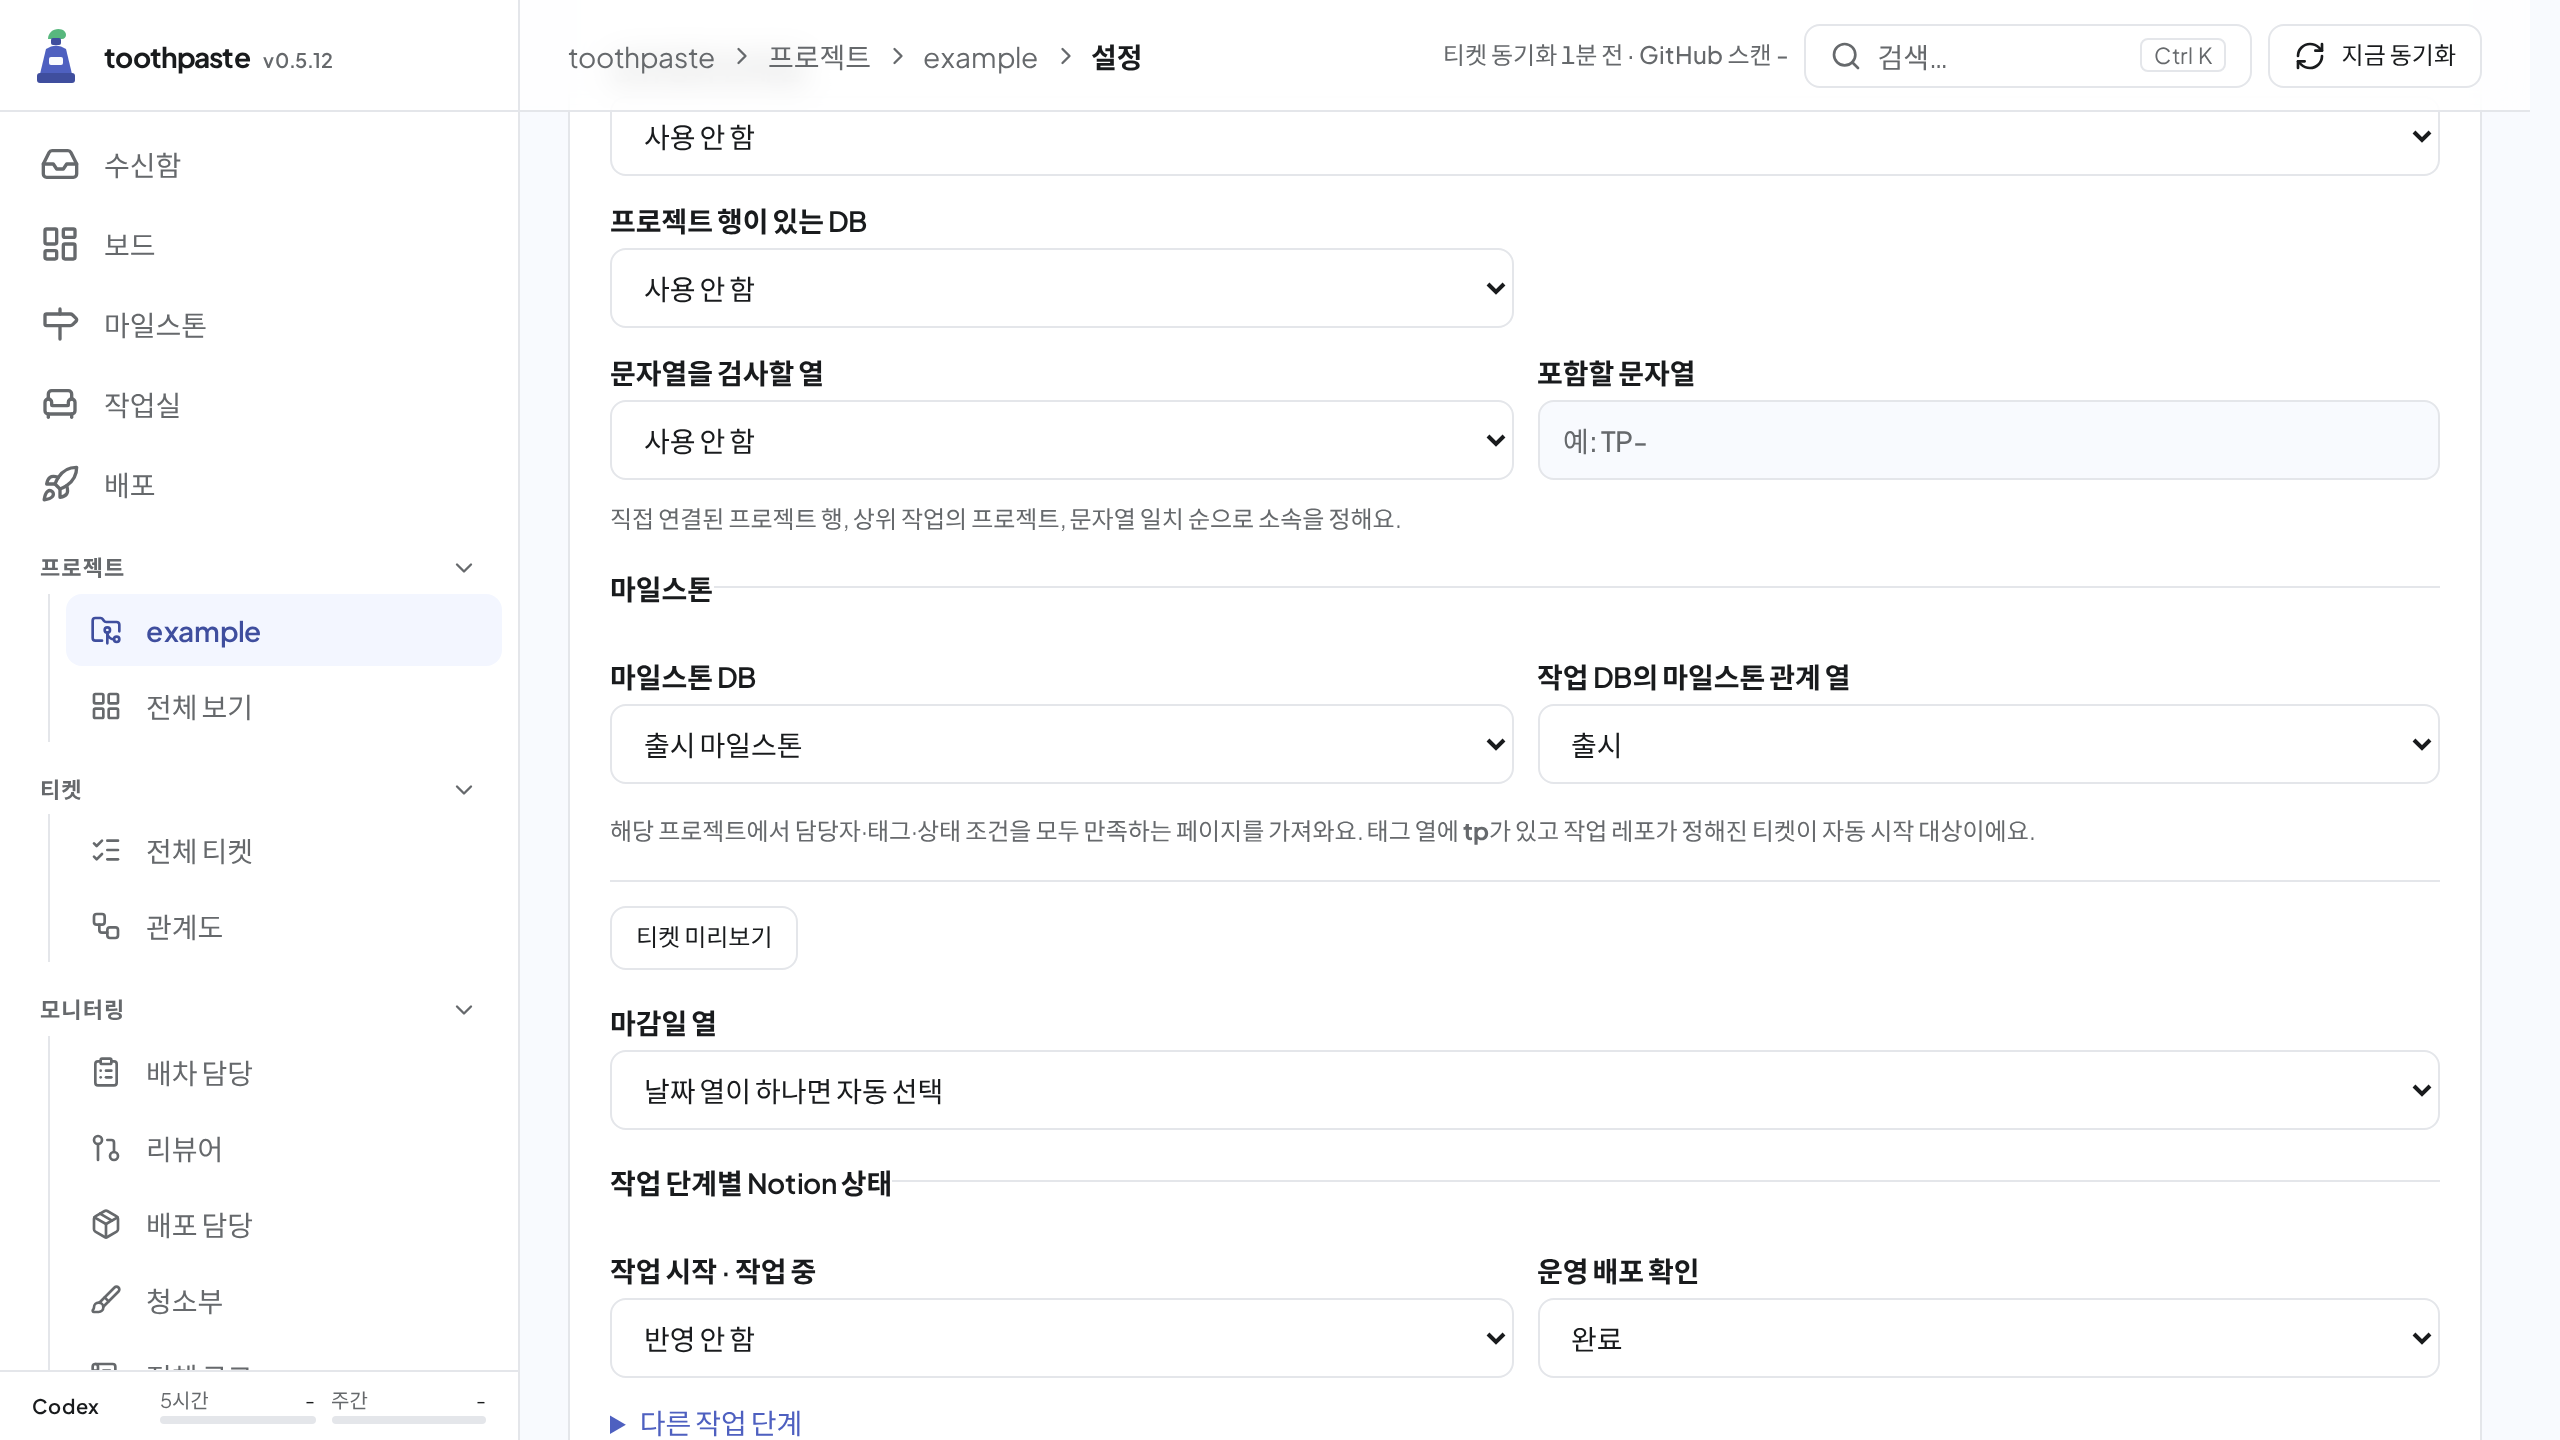 toothpaste v0.5.12
toothpaste > 프로젝트 > example > 설정
티켓 동기화 1분 전 · GitHub 스캔 -
검색... Ctrl K
지금 동기화
수신함
보드
마일스톤
작업실
배포
프로젝트
example
전체 보기
티켓
전체 티켓
관계도
모니터링
배차 담당
리뷰어
배포 담당
청소부
Codex 5시간 - 주간 -
사용 안 함
프로젝트 행이 있는 DB
사용 안 함
문자열을 검사할 열 포함할 문자열
사용 안 함 예: TP-
직접 연결된 프로젝트 행, 상위 작업의 프로젝트, 문자열 일치 순으로 소속을 정해요.
마일스톤
마일스톤 DB 작업 DB의 마일스톤 관계 열
출시 마일스톤 출시
해당 프로젝트에서 담당자·태그·상태 조건을 모두 만족하는 페이지를 가져와요. 태그 열에 tp가 있고 작업 레포가 정해진 티켓이 자동 시작 대상이에요.
티켓 미리보기
마감일 열
날짜 열이 하나면 자동 선택
작업 단계별 Notion 상태
작업 시작 · 작업 중 운영 배포 확인
반영 안 함 완료
▶ 다른 작업 단계